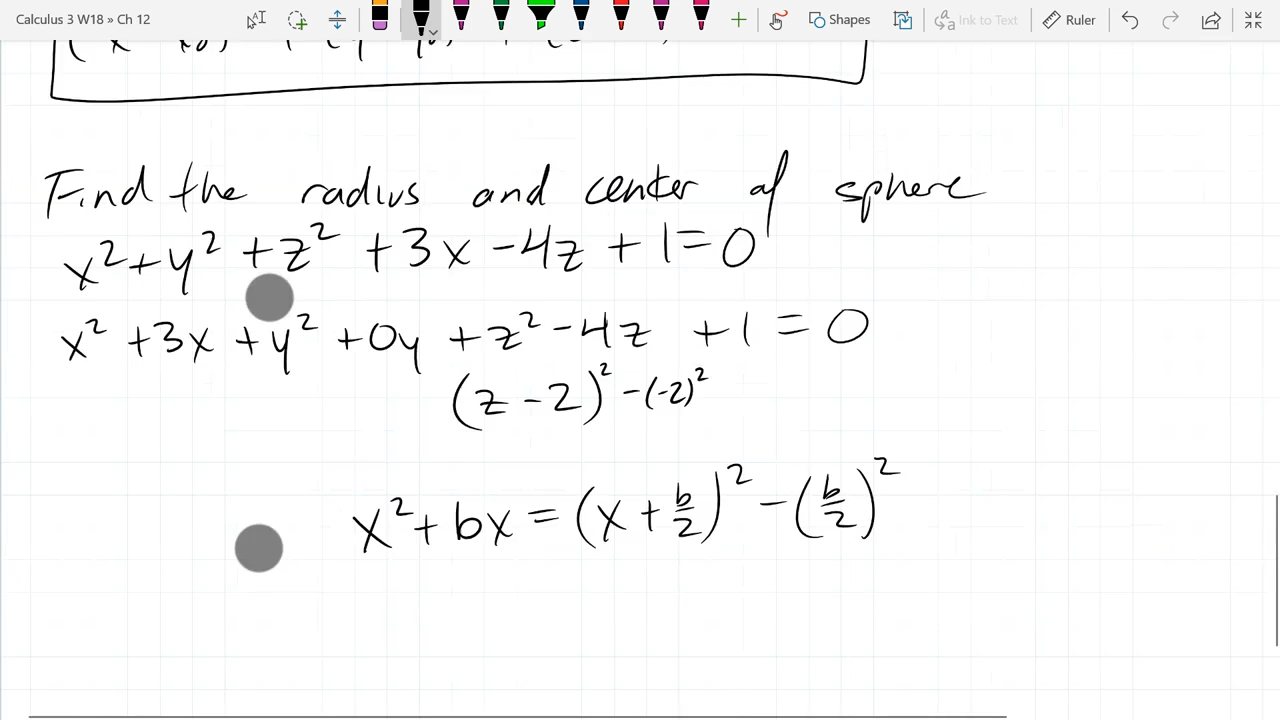 Calculus 3 W18 » Ch 12
Shapes
Ink to Text
Ruler
Find the radius and center of sphere
x² + y² + z² + 3x - 4z + 1 = 0
x² + 3x + y² + 0y + z² - 4z + 1 = 0
(z - 2)² - (-2)²
x² + bx = (x + b/2)² - (b/2)²